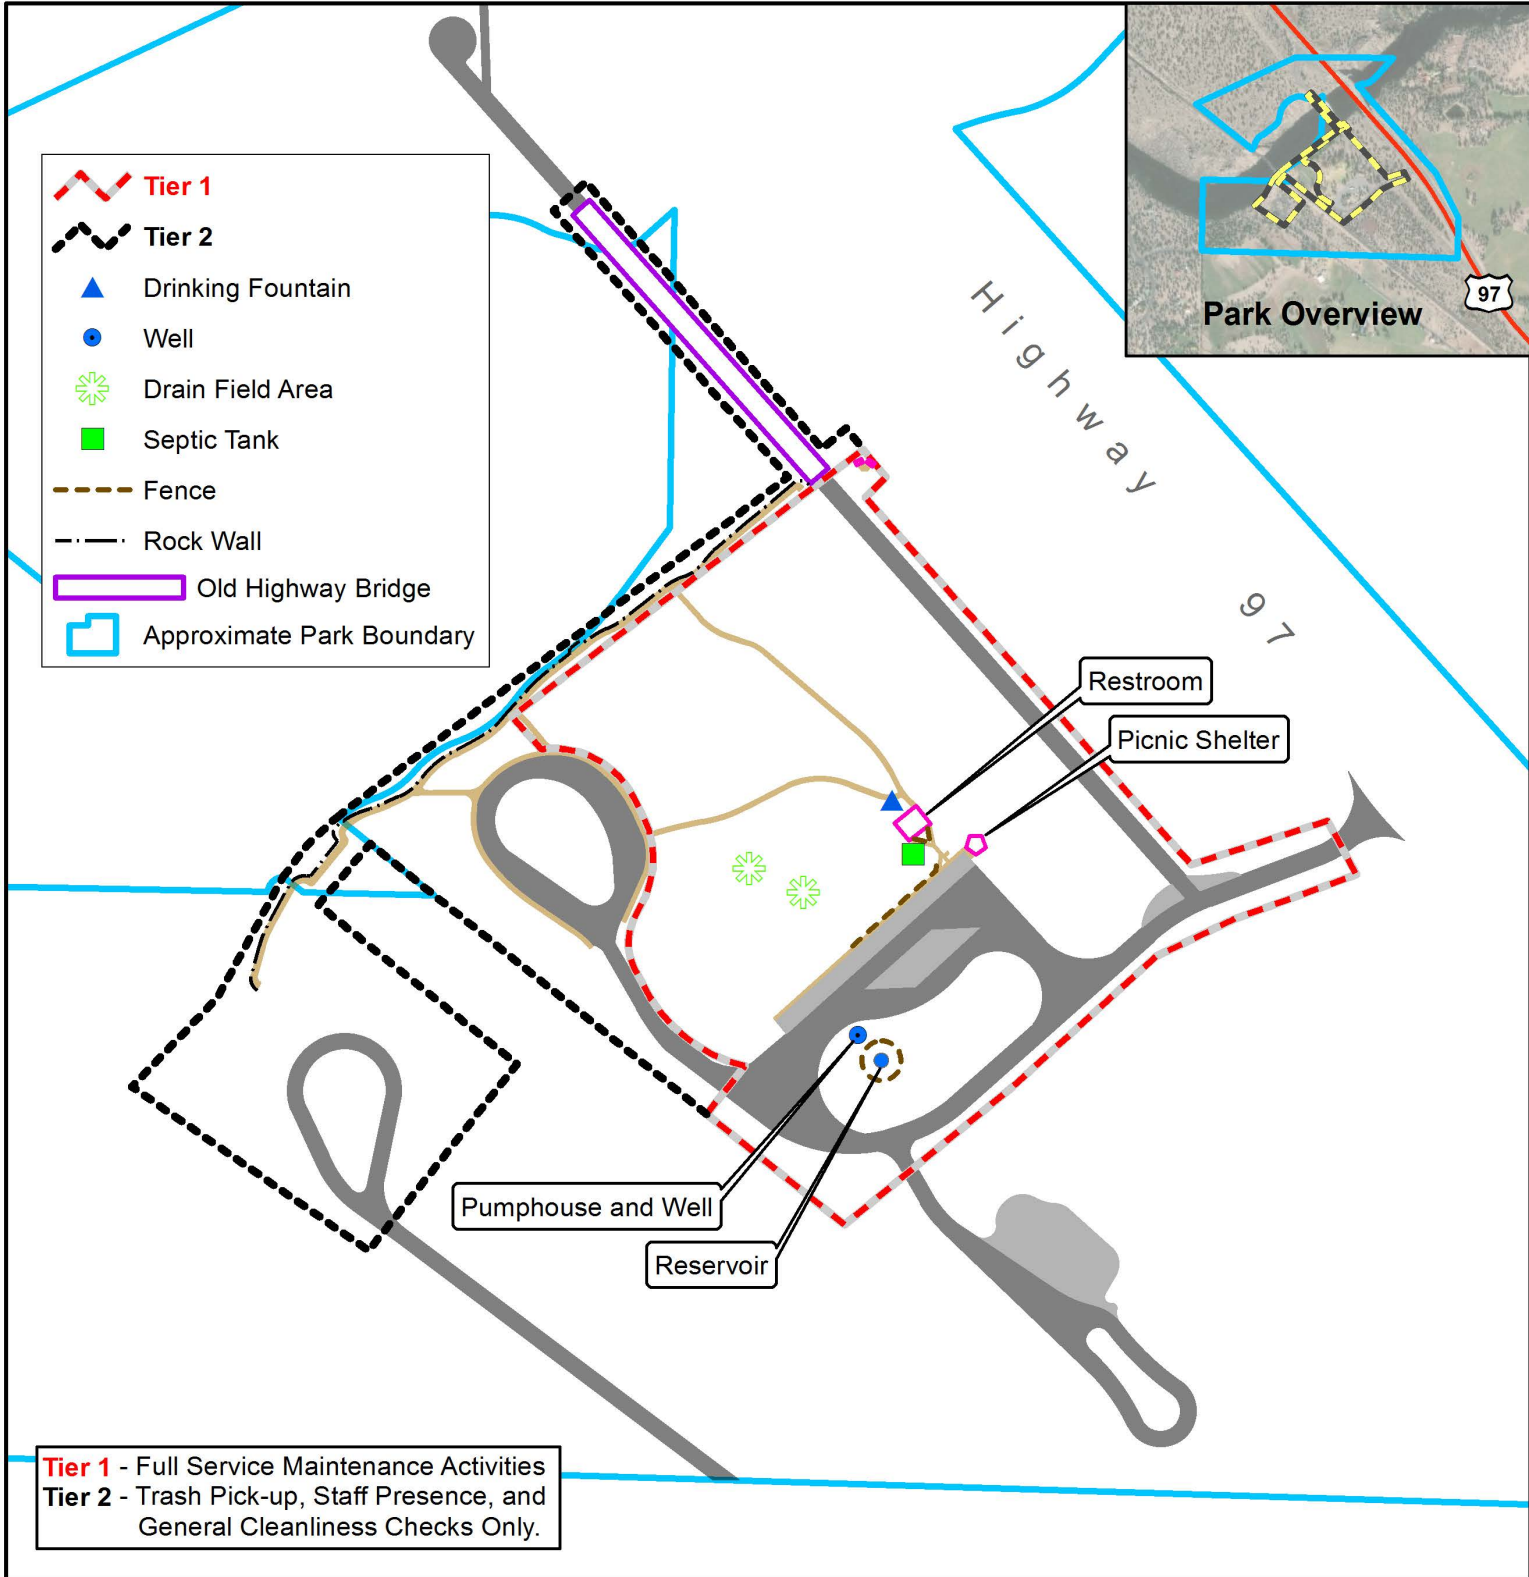 Tier 1
Tier 2
Drinking Fountain
Well
Drain Field Area
Septic Tank
Fence
Rock Wall
Old Highway Bridge
Approximate Park Boundary
Park Overview
97
Highway 97
Restroom
Picnic Shelter
Pumphouse and Well
Reservoir
Tier 1 - Full Service Maintenance Activities
Tier 2 - Trash Pick-up, Staff Presence, and
General Cleanliness Checks Only.